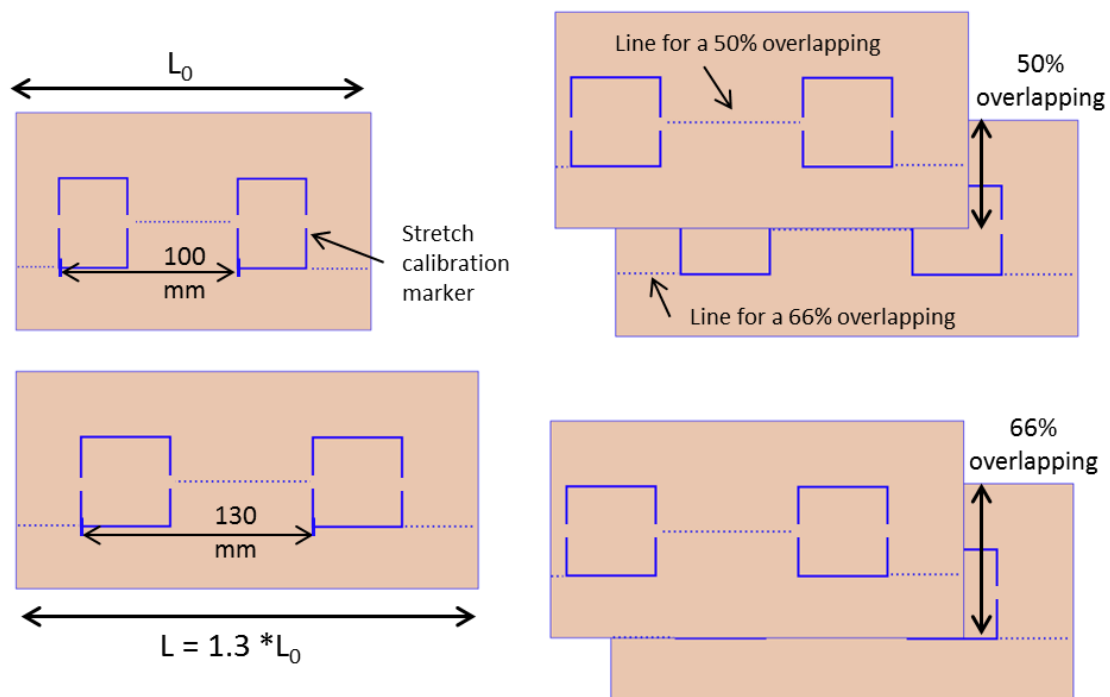 L₀
100
mm
Stretch
calibration
marker
130
mm
L = 1.3 *L₀
Line for a 50% overlapping
50%
overlapping
Line for a 66% overlapping
66%
overlapping